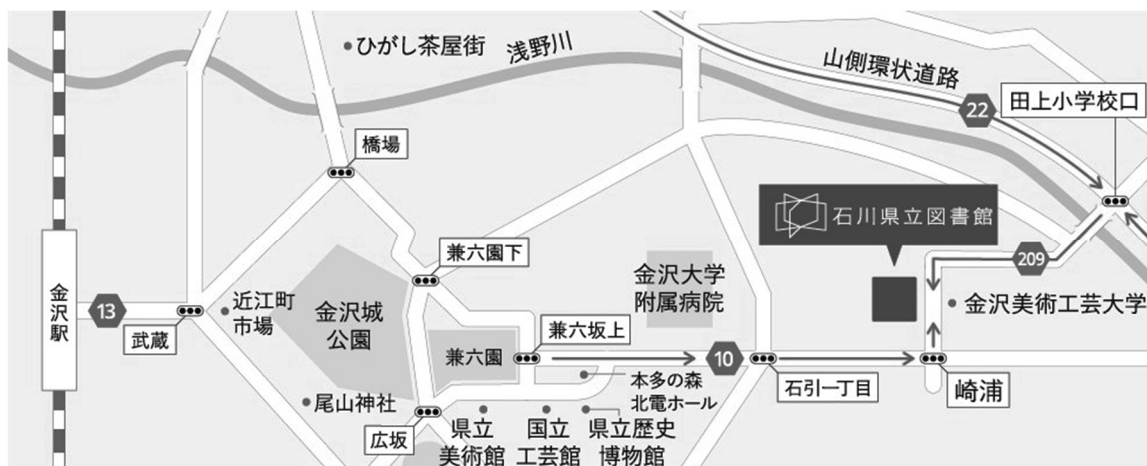 ひがし茶屋街
浅野川
山側環状道路
22
田上小学校口
橋場
石川県立図書館
兼六園下
金沢大学
附属病院
209
金沢駅
13
武蔵
近江町
市場
金沢城
公園
金沢美術工芸大学
兼六園
兼六坂上
10
石引一丁目
崎浦
本多の森
北電ホール
尾山神社
広坂
県立
美術館
国立
工芸館
県立歴史
博物館